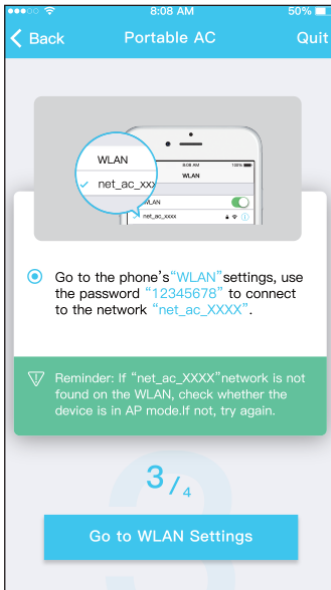 8:08 AM
50%
Back
Portable AC
Quit
WLAN
net_ac_xxx
8:08 AM
100%
WLAN
WLAN
net_ac_xxxx
Go to the phone's“WLAN”settings, use
the password “12345678” to connect
to the network “net_ac_XXXX”.
Reminder: If “net_ac_XXXX”network is not
found on the WLAN, check whether the
device is in AP mode.If not, try again.
3/4
Go to WLAN Settings
3